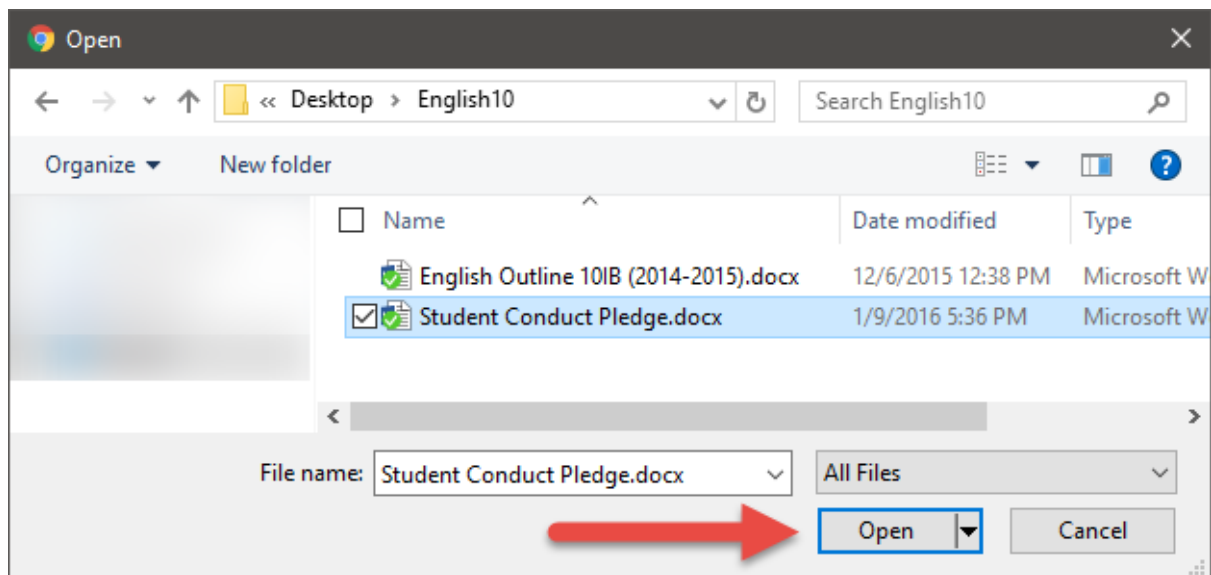 Open
« Desktop > English10 Search English10
Organize New folder
Name Date modified Type
English Outline 10IB (2014-2015).docx 12/6/2015 12:38 PM Microsoft W
Student Conduct Pledge.docx 1/9/2016 5:36 PM Microsoft W
File name: Student Conduct Pledge.docx All Files
Open Cancel